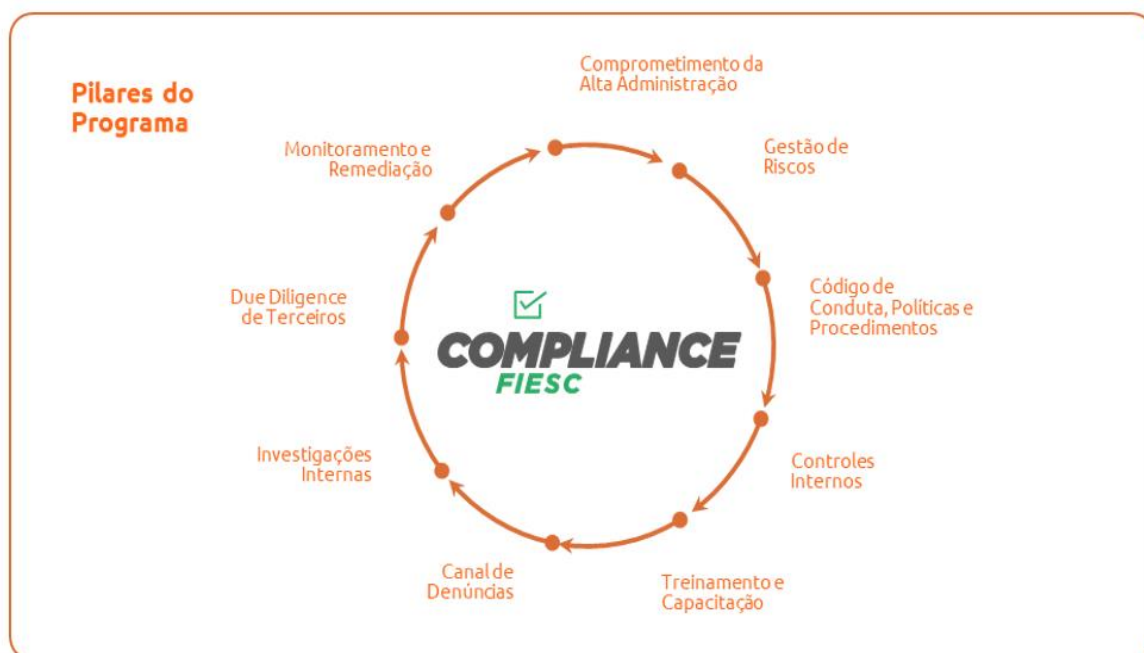 Pilares do
Programa
Comprometimento da
Alta Administração
Gestão de
Riscos
Código de
Conduta, Políticas e
Procedimentos
Controles
Internos
Treinamento e
Capacitação
Canal de
Denúncias
Investigações
Internas
Due Diligence
de Terceiros
Monitoramento e
Remediação
COMPLIANCE
FIESC